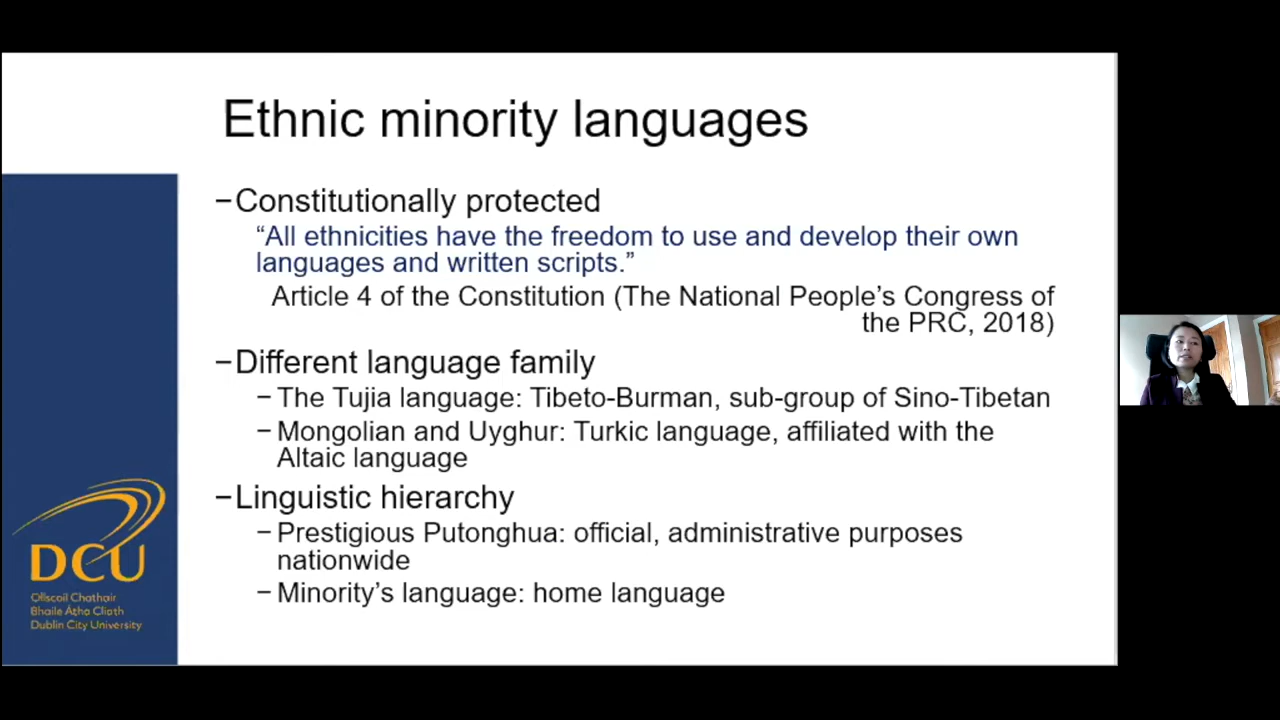 Ethnic minority languages
−Constitutionally protected
“All ethnicities have the freedom to use and develop their own
languages and written scripts.”
Article 4 of the Constitution (The National People’s Congress of
the PRC, 2018)
−Different language family
−The Tujia language: Tibeto-Burman, sub-group of Sino-Tibetan
−Mongolian and Uyghur: Turkic language, affiliated with the
Altaic language
−Linguistic hierarchy
−Prestigious Putonghua: official, administrative purposes
nationwide
−Minority’s language: home language
DCU
Ollscoil Chathair
Bhaile Átha Cliath
Dublin City University